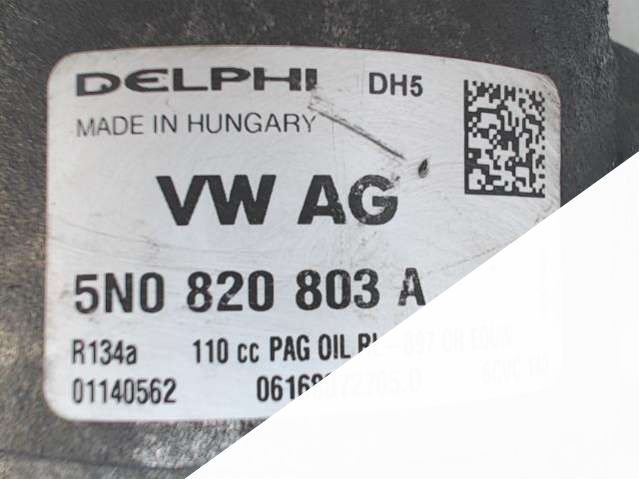 DELPHI DH5
MADE IN HUNGARY
VW AG
5N0 820 803 A
R134a 110 cc PAG OIL
01140562